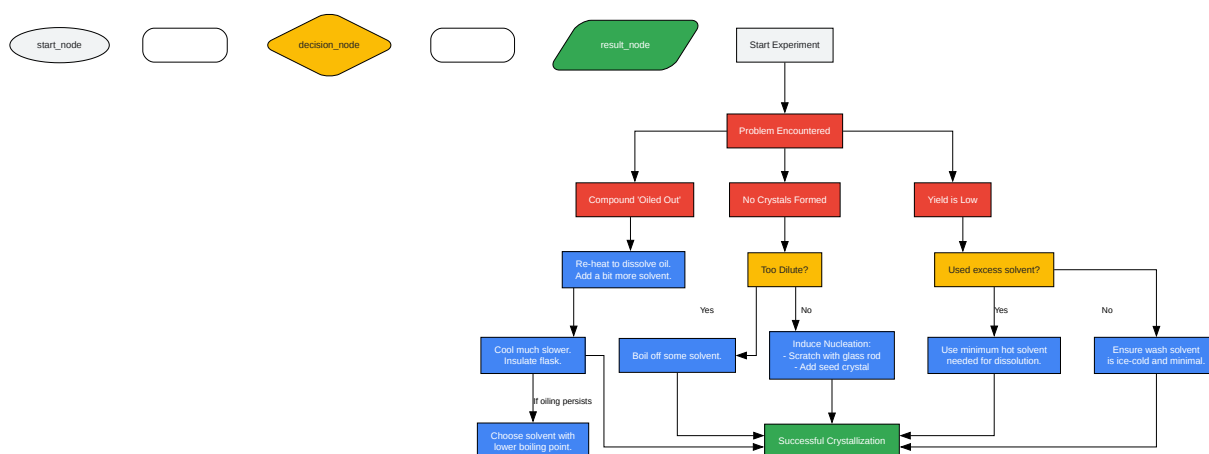 start_node
decision_node
result_node
Start Experiment
Problem Encountered
Compound 'Oiled Out'
No Crystals Formed
Yield is Low
Re-heat to dissolve oil.
Add a bit more solvent.
Too Dilute?
Used excess solvent?
Yes
No
Yes
No
Cool much slower.
Insulate flask.
Boil off some solvent.
Induce Nucleation:
- Scratch with glass rod
- Add seed crystal
Use minimum hot solvent
needed for dissolution.
Ensure wash solvent
is ice-cold and minimal.
If oiling persists
Choose solvent with
lower boiling point.
Successful Crystallization